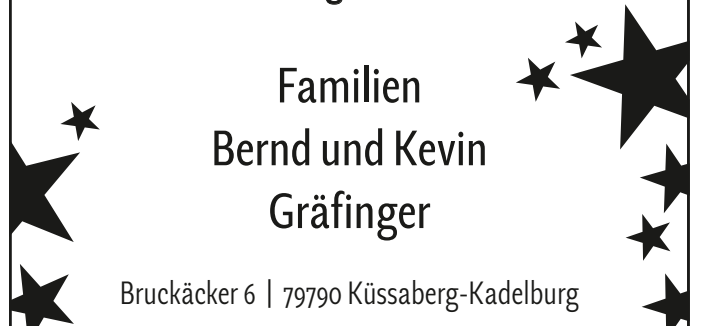 Familien
Bernd und Kevin
Gräfinger
Bruckäcker 6 | 79790 Küssaberg-Kadelburg